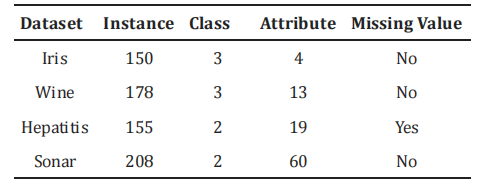 Dataset Instance Class Attribute Missing Value
Iris 150 3 4 No
Wine 178 3 13 No
Hepatitis 155 2 19 Yes
Sonar 208 2 60 No